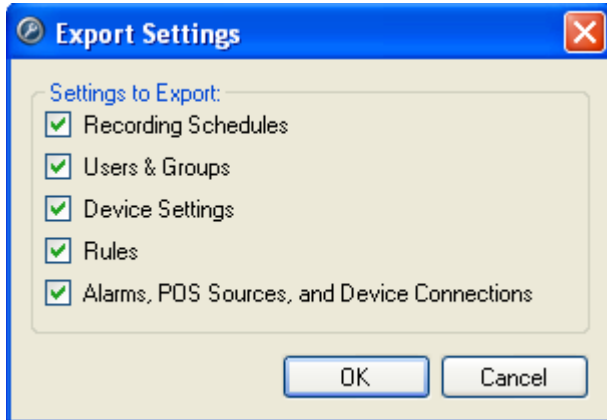 Export Settings
Settings to Export:
Recording Schedules
Users & Groups
Device Settings
Rules
Alarms, POS Sources, and Device Connections
OK Cancel